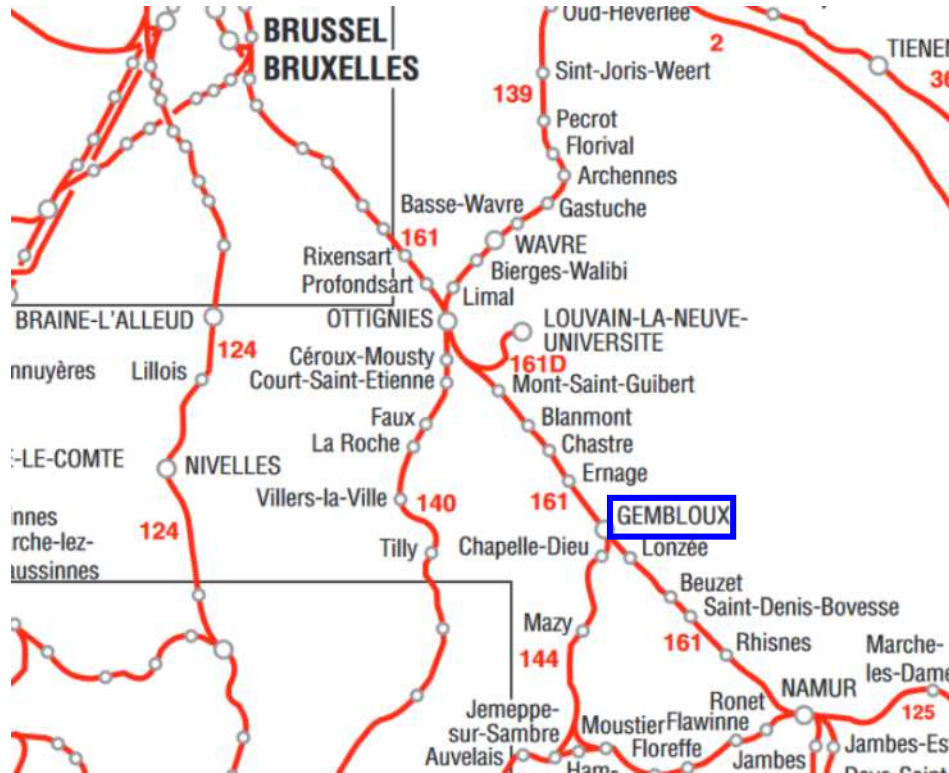 Oud-Heverlee
BRUSSEL
BRUXELLES
2
TIENEN
36
Sint-Joris-Weert
139
Pecrot
Florival
Archennes
Basse-Wavre
Gastuche
161
WAVRE
Rixensart
Bierges-Walibi
Profondsart
Limal
BRAINE-L'ALLEUD
OTTIGNIES
LOUVAIN-LA-NEUVE-
UNIVERSITE
124
Céroux-Mousty
161D
nnuyères
Lillois
Court-Saint-Etienne
Mont-Saint-Guibert
Faux
Blanmont
La Roche
Chastre
-LE-COMTE
NIVELLES
Ernage
Villers-la-Ville
140
161
GEMBLOUX
nnes
124
rche-lez-
Tilly
Chapelle-Dieu
Lonzée
aussinnes
Beuzet
Saint-Denis-Bovesse
Mazy
161
Rhisnes
Marche-
les-Dame
144
Ronet
NAMUR
125
Jemeppe-
sur-Sambre
Moustier
Flawinne
Auvelais
Floreffe
Jambes
Jambes-Es
Ham-